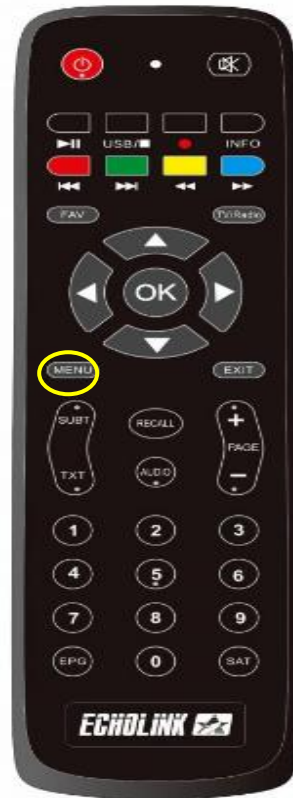 USB/ INFO
FAV TV/Radio
OK
MENU EXIT
SUBT RECALL + PAGE -
TXT AUDIO
1 2 3
4 5 6
7 8 9
EPG 0 SAT
ECHOLINK